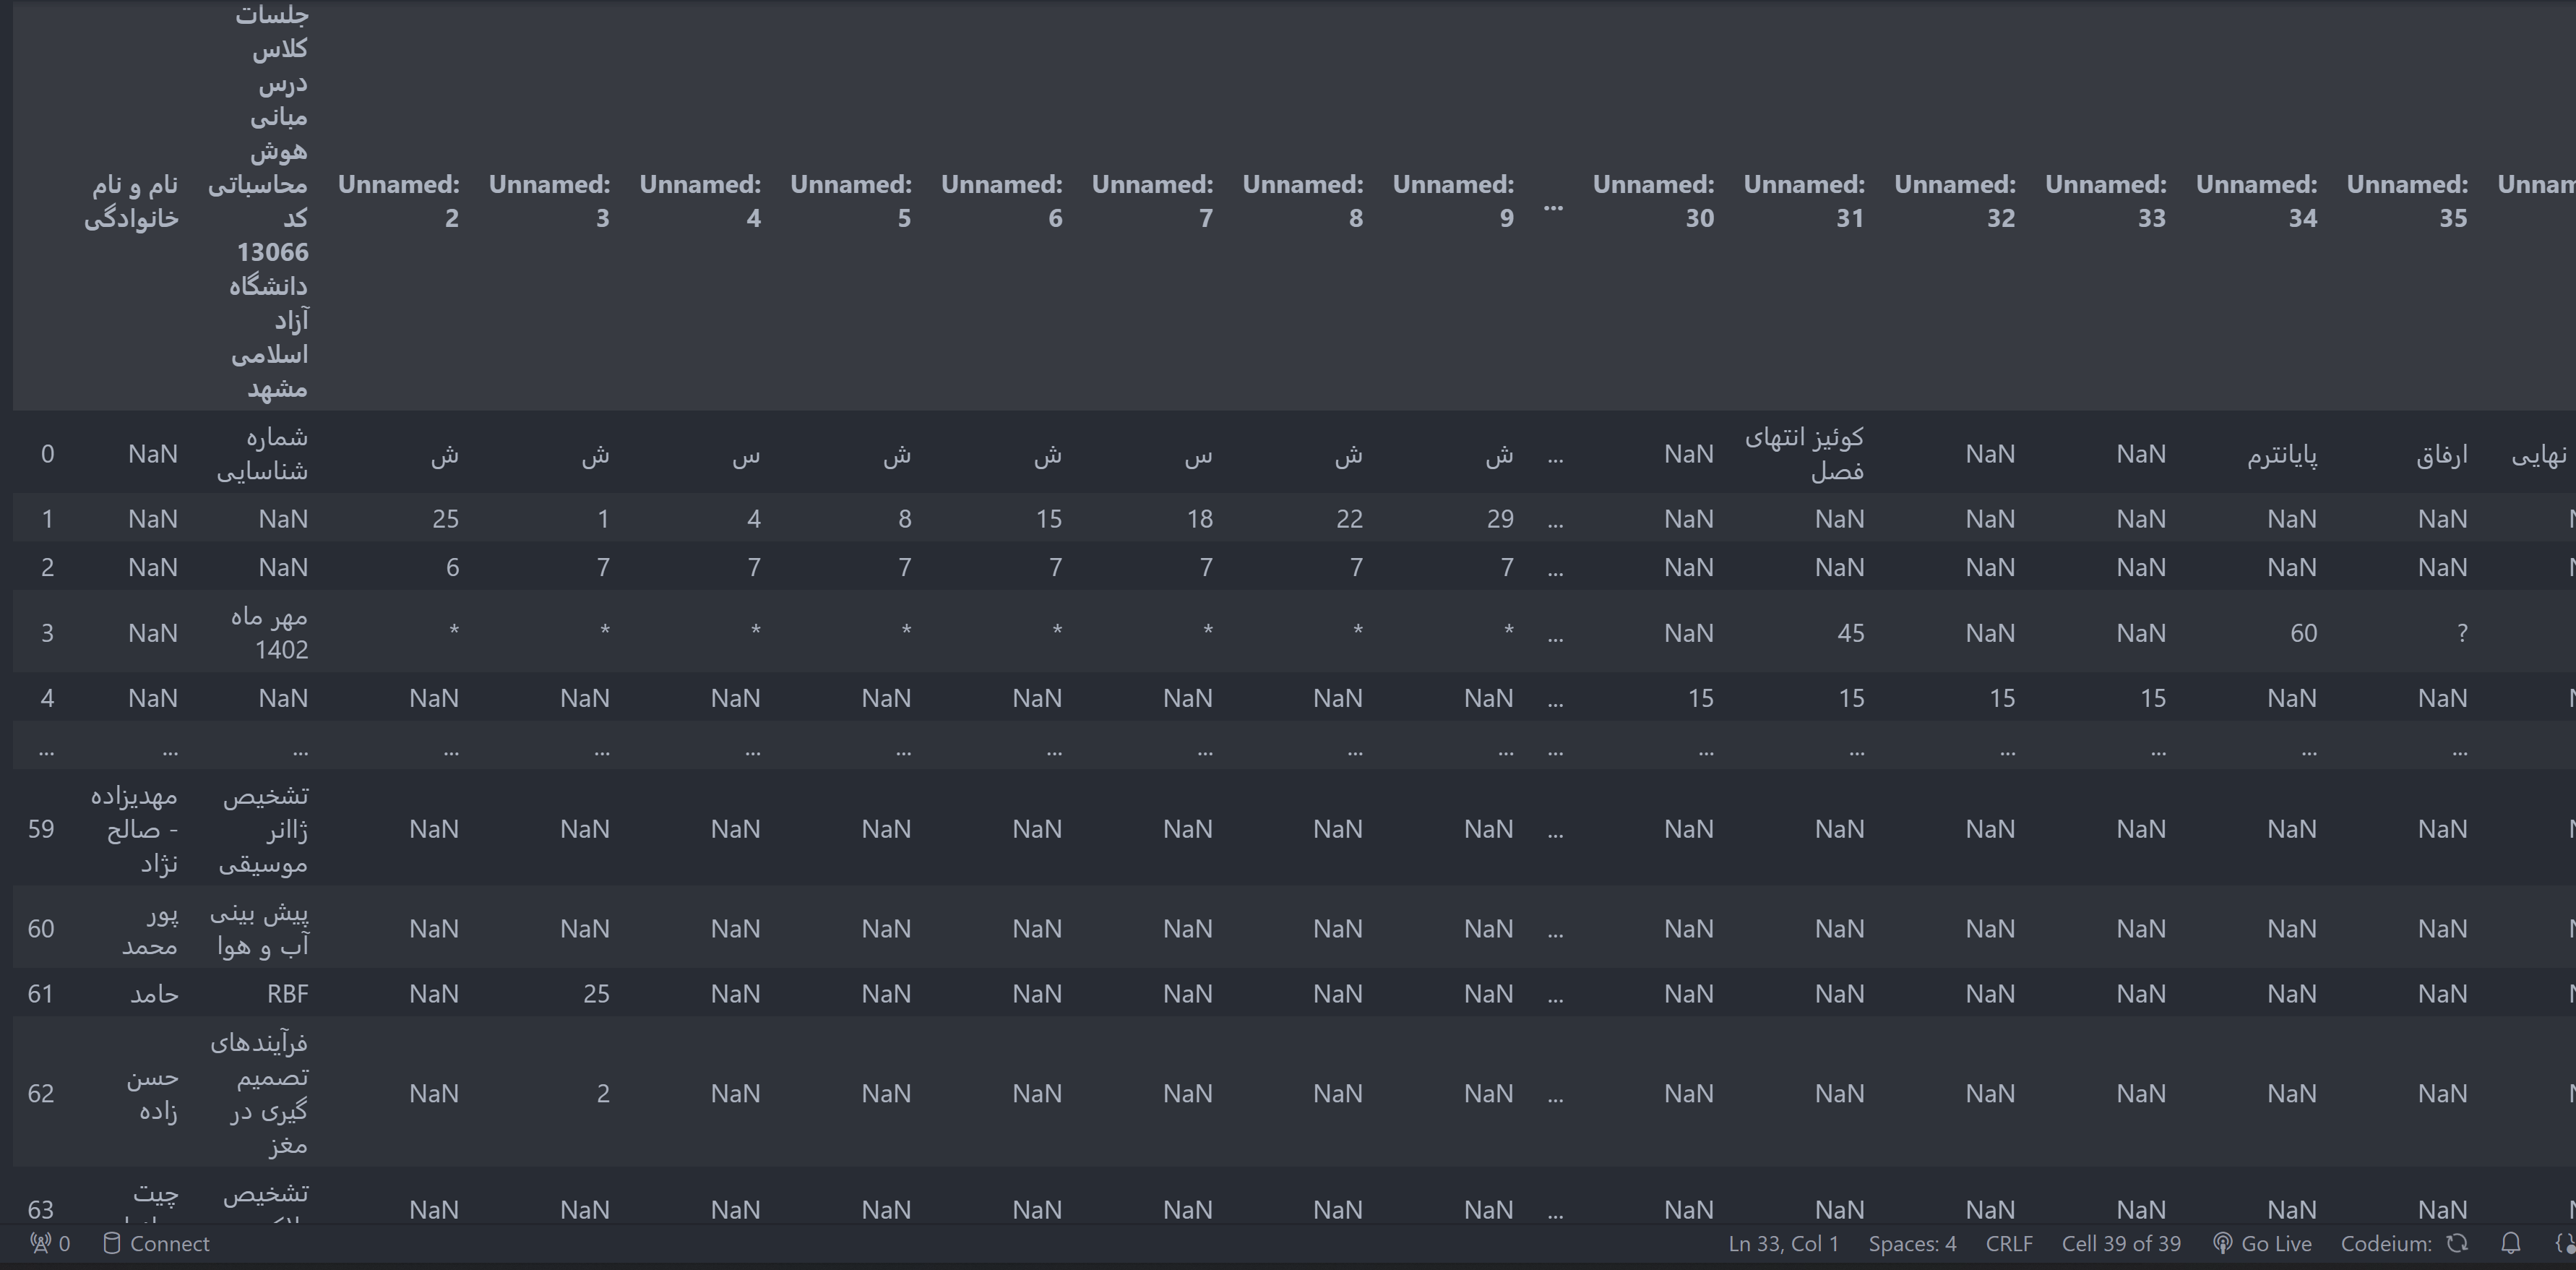 جلسات
کلاس
درس
مبانی
هوش
نام و نام محاسباتی Unnamed: Unnamed: Unnamed: Unnamed: Unnamed: Unnamed: Unnamed: Unnamed: ... Unnamed: Unnamed: Unnamed: Unnamed: Unnamed: Unnamed:
خانوادگی کد 2 3 4 5 6 7 8 9 30 31 32 33 34 35
13066
دانشگاه
آزاد
اسلامی
مشهد
0 NaN شماره شناسایی ش ش س ش ش س ش ش ... NaN کوئیز انتهای فصل NaN NaN پایانترم ارفاق نهایی
1 NaN NaN 25 1 4 8 15 18 22 29 ... NaN NaN NaN NaN NaN NaN
2 NaN NaN 6 7 7 7 7 7 7 7 ... NaN NaN NaN NaN NaN NaN
3 NaN مهر ماه 1402 * * * * * * * * ... NaN 45 NaN NaN 60 ?
4 NaN NaN NaN NaN NaN NaN NaN NaN NaN NaN ... 15 15 15 15 NaN NaN
... ... ... ... ... ... ... ... ... ... ... ... ... ... ... ... ... ...
59 مهدیزاده - صالح نژاد تشخیص ژاانر موسیقی NaN NaN NaN NaN NaN NaN NaN NaN ... NaN NaN NaN NaN NaN NaN
60 پور محمد پیش بینی آب و هوا NaN NaN NaN NaN NaN NaN NaN NaN ... NaN NaN NaN NaN NaN NaN
61 حامد RBF NaN 25 NaN NaN NaN NaN NaN NaN ... NaN NaN NaN NaN NaN NaN
62 حسن زاده فرآیندهای تصمیم گیری در مغز NaN 2 NaN NaN NaN NaN NaN NaN ... NaN NaN NaN NaN NaN NaN
63 چیت تشخیص NaN NaN NaN NaN NaN NaN NaN NaN ... NaN NaN NaN NaN NaN NaN
0 Connect Ln 33, Col 1 Spaces: 4 CRLF Cell 39 of 39 Go Live Codeium: